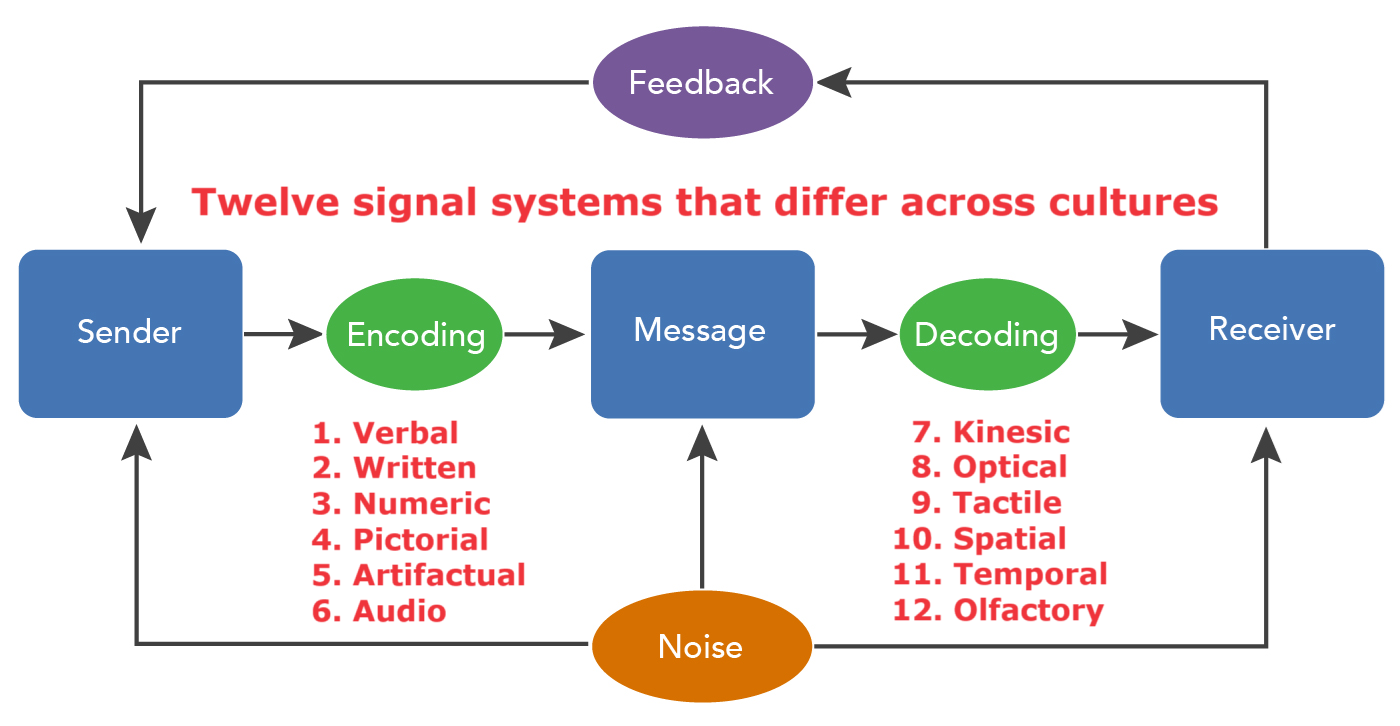 Feedback
Twelve signal systems that differ across cultures
Sender
Encoding
Message
Decoding
Receiver
1. Verbal
2. Written
3. Numeric
4. Pictorial
5. Artifactual
6. Audio
7. Kinesic
8. Optical
9. Tactile
10. Spatial
11. Temporal
12. Olfactory
Noise